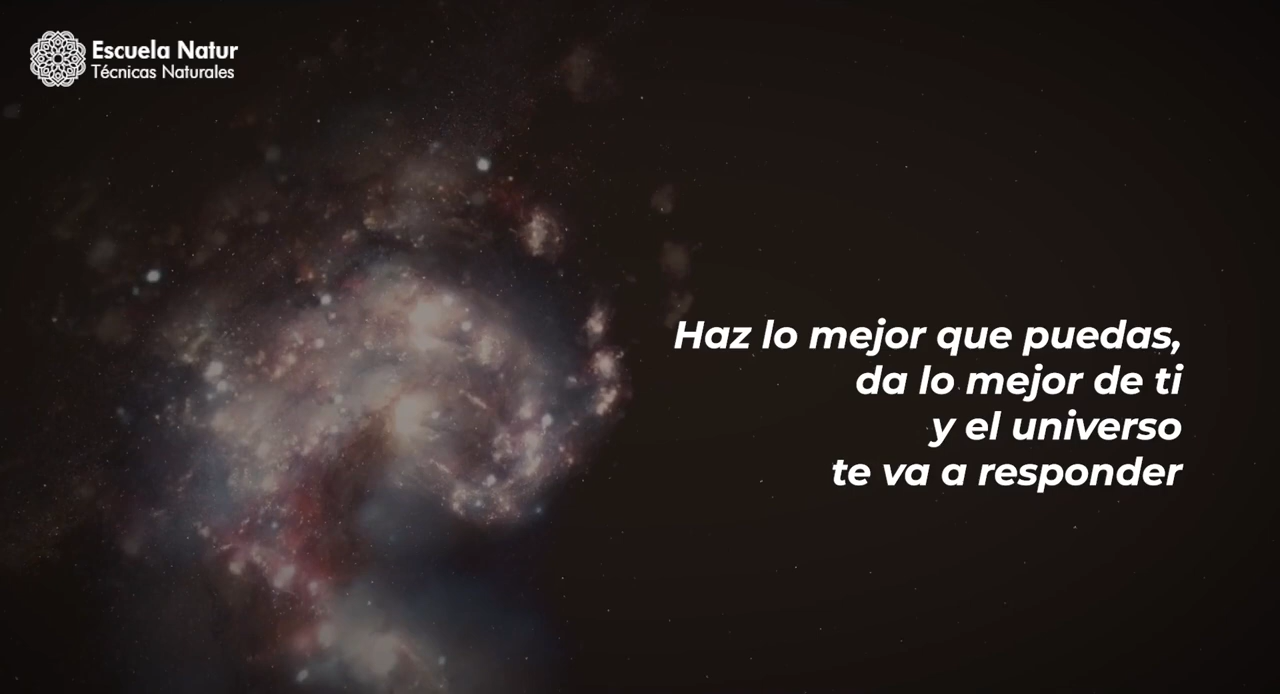 Escuela Natur
Técnicas Naturales
Haz lo mejor que puedas,
da lo mejor de ti
y el universo
te va a responder